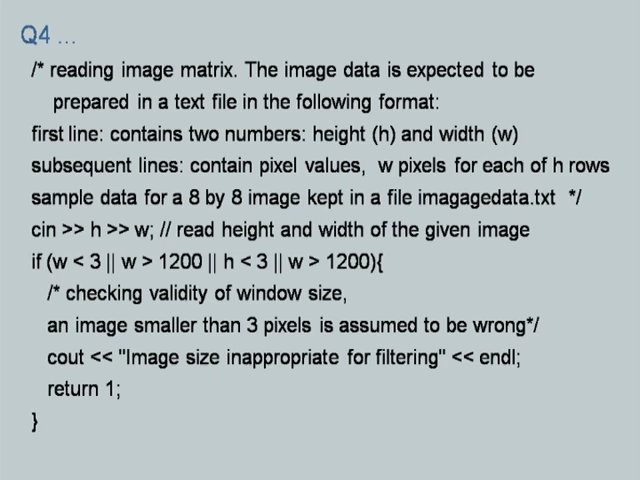 Q4 ...
/* reading image matrix. The image data is expected to be
prepared in a text file in the following format:
first line: contains two numbers: height (h) and width (w)
subsequent lines: contain pixel values, w pixels for each of h rows
sample data for a 8 by 8 image kept in a file imagagedata.txt */
cin >> h >> w; // read height and width of the given image
if (w < 3 || w > 1200 || h < 3 || w > 1200){
/* checking validity of window size,
an image smaller than 3 pixels is assumed to be wrong*/
cout << "Image size inappropriate for filtering" << endl;
return 1;
}